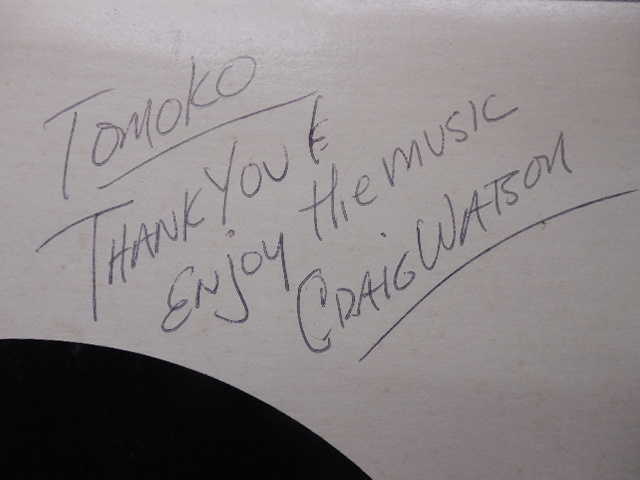 TOMOKO
THANK YOU &
ENJOY the music
CRAIG WATSON